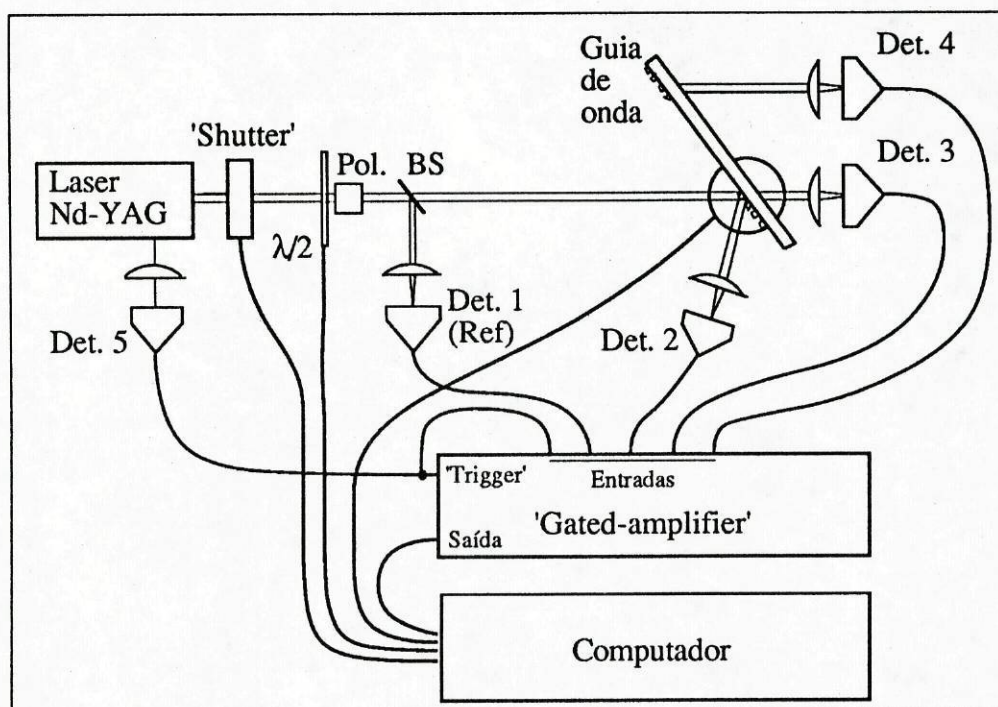 Guia
de
onda
Det. 4
'Shutter'
Det. 3
Pol.
BS
Laser
Nd-YAG
λ/2
Det. 1
(Ref)
Det. 5
Det. 2
'Trigger'
Entradas
'Gated-amplifier'
Saída
Computador